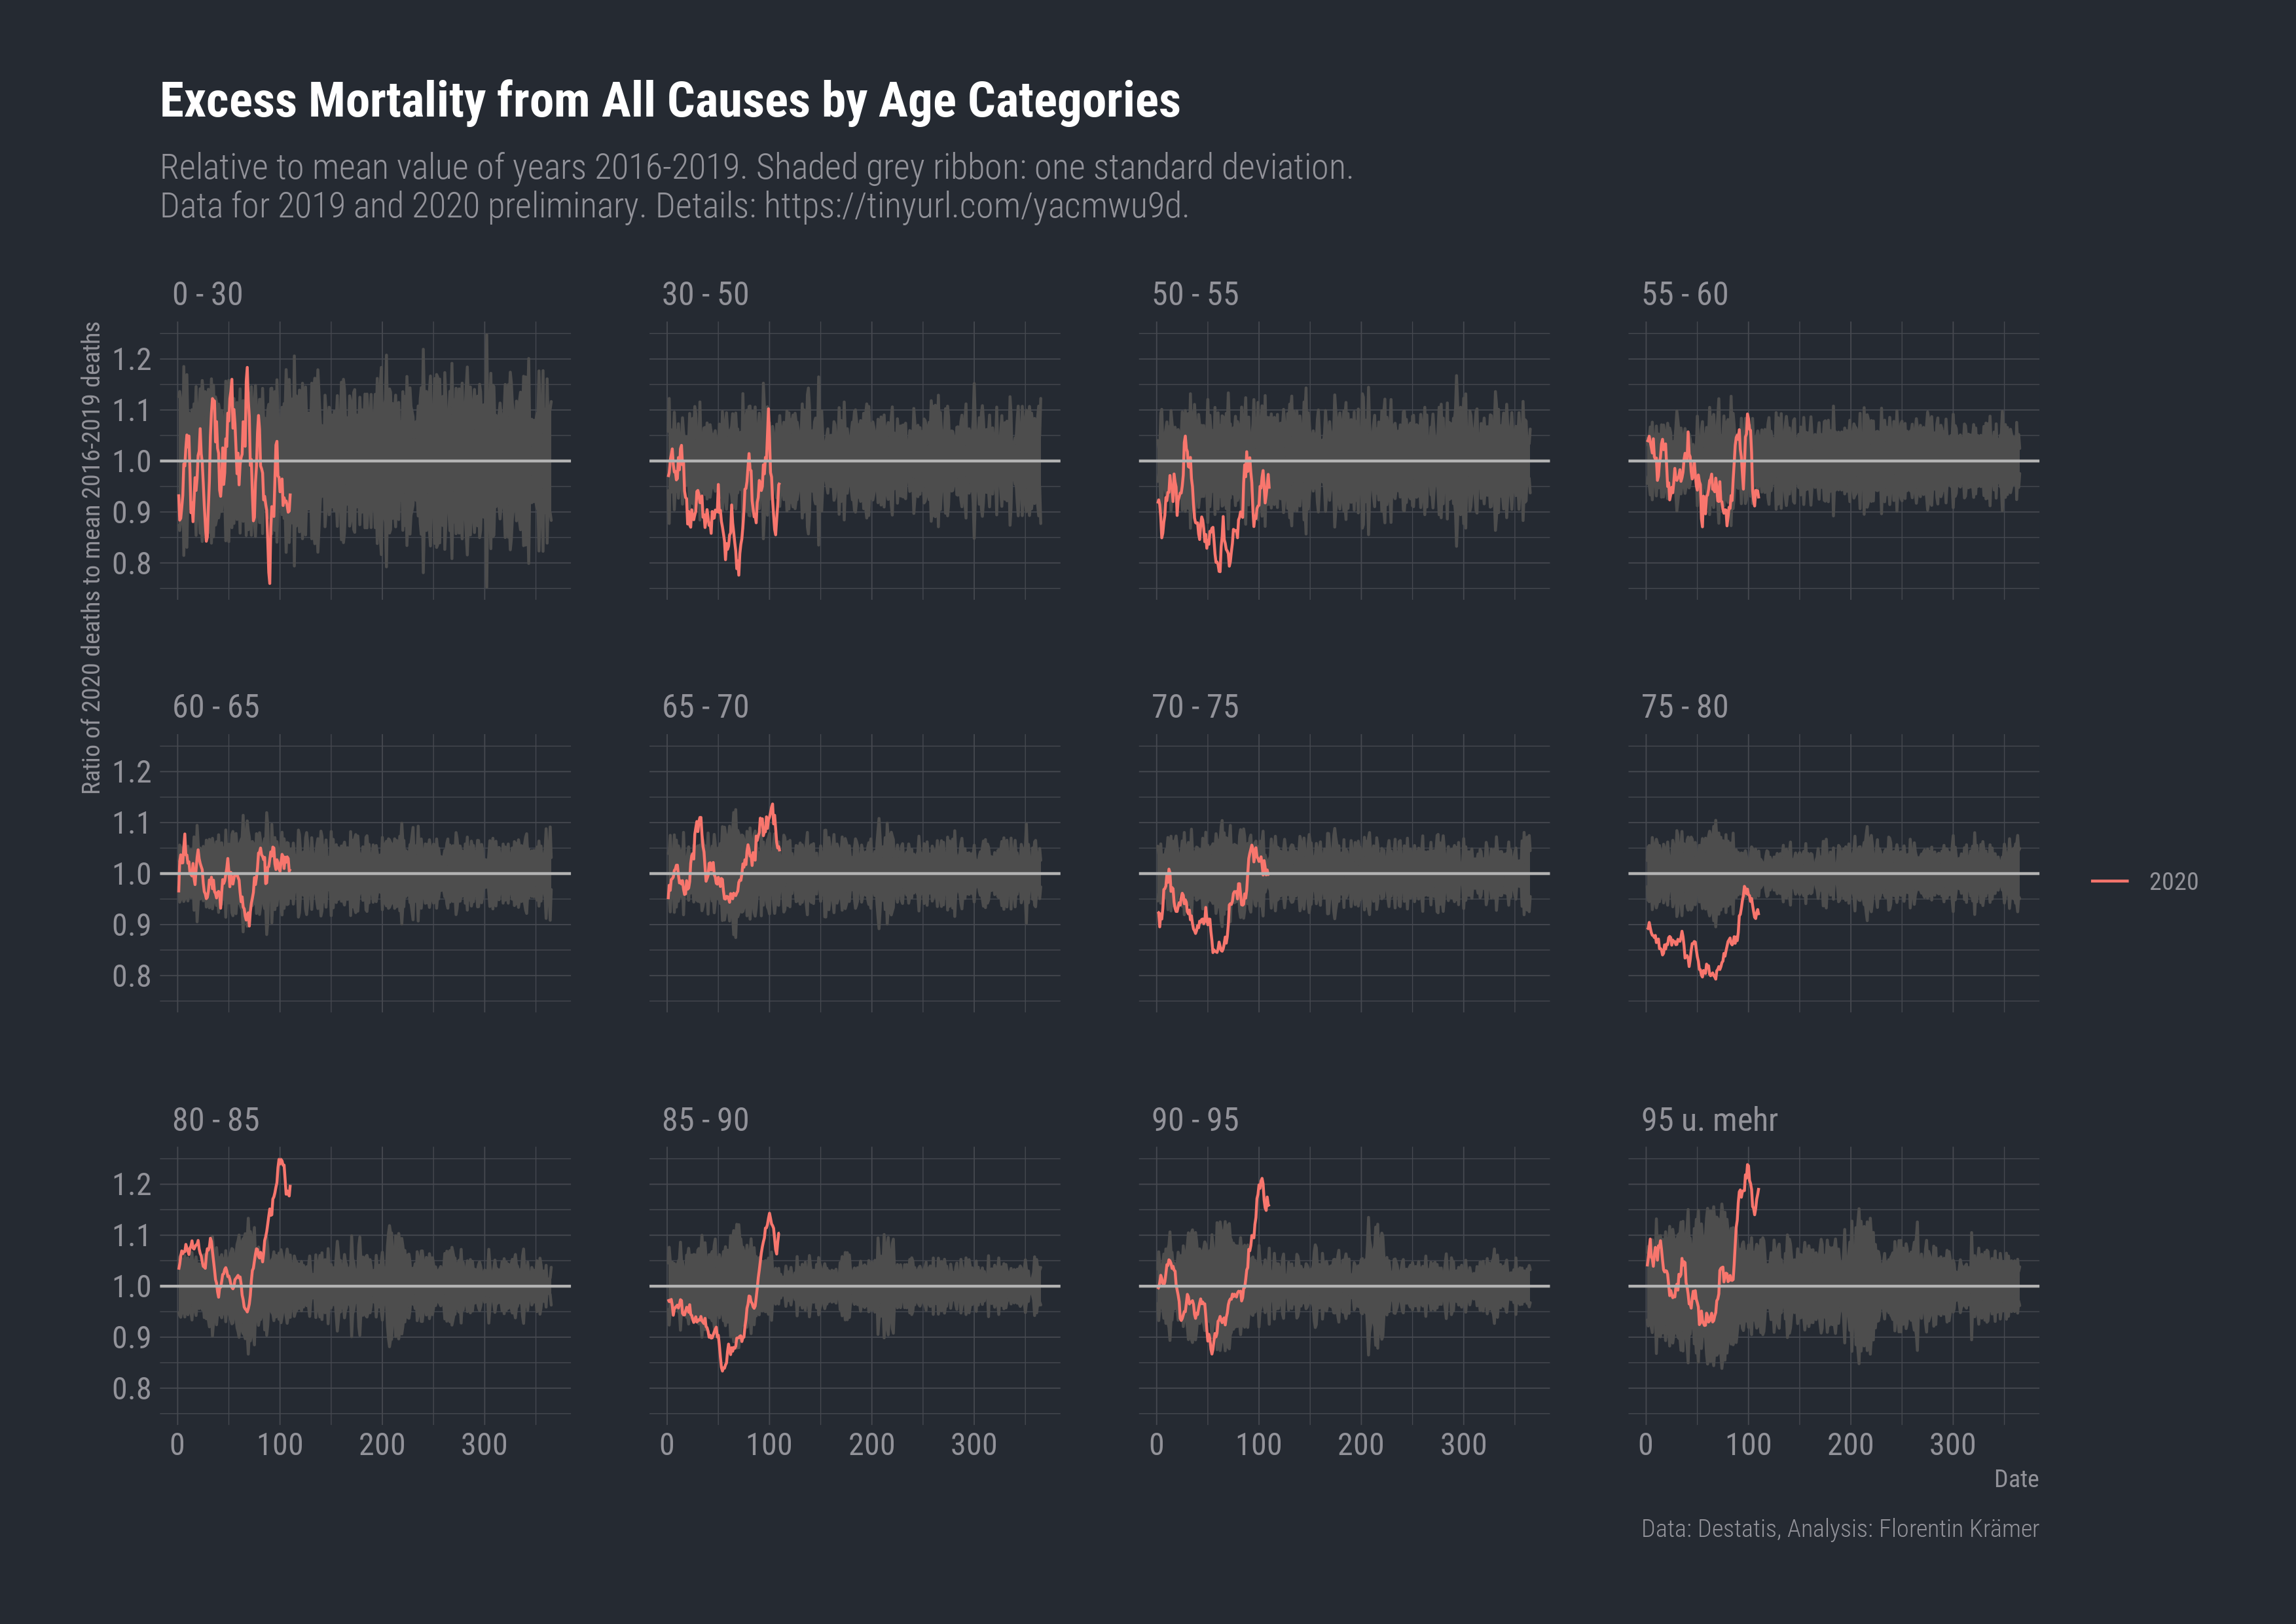 Excess Mortality from All Causes by Age Categories
Relative to mean value of years 2016-2019. Shaded grey ribbon: one standard deviation.
Data for 2019 and 2020 preliminary. Details: https://tinyurl.com/yacmwu9d.
Ratio of 2020 deaths to mean 2016-2019 deaths
0 - 30
30 - 50
50 - 55
55 - 60
1.2
1.1
1.0
0.9
0.8
60 - 65
65 - 70
70 - 75
75 - 80
1.2
1.1
1.0
0.9
0.8
2020
80 - 85
85 - 90
90 - 95
95 u. mehr
1.2
1.1
1.0
0.9
0.8
0 100 200 300
0 100 200 300
0 100 200 300
0 100 200 300
Date
Data: Destatis, Analysis: Florentin Krämer